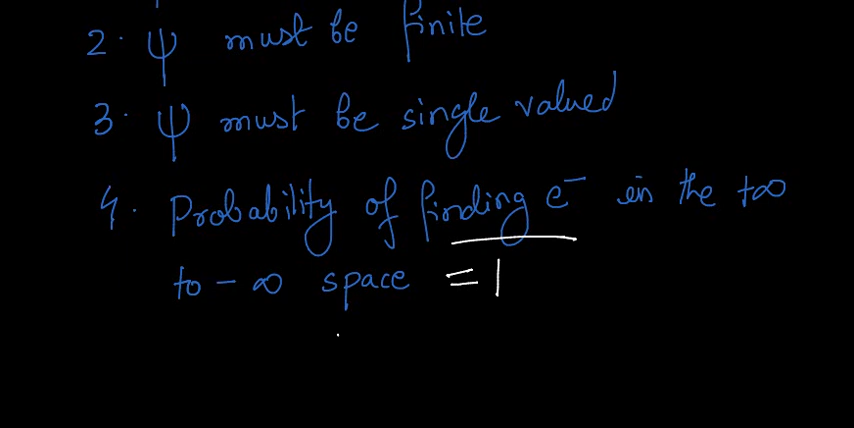 2. ψ must be finite
3. ψ must be single valued
4. Probability of finding e⁻ in the +∞
to -∞ space = 1